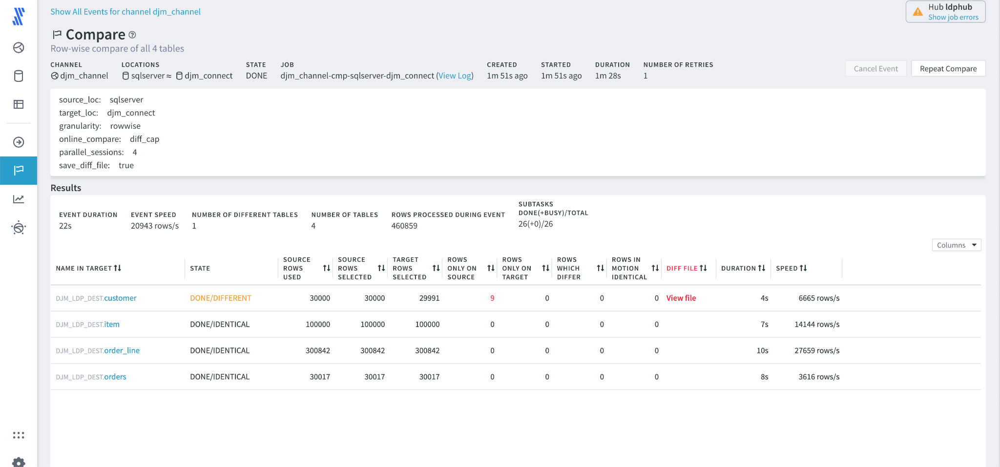 Show All Events for channel djm_channel
Hub ldphub
Show job errors
Compare
Row-wise compare of all 4 tables
CHANNEL LOCATIONS STATE JOB CREATED STARTED DURATION NUMBER OF RETRIES
djm_channel sqlserver ≈ djm_connect DONE djm_channel-cmp-sqlserver-djm_connect (View Log) 1m 51s ago 1m 51s ago 1m 28s 1
Cancel Event Repeat Compare
source_loc: sqlserver
target_loc: djm_connect
granularity: rowwise
online_compare: diff_cap
parallel_sessions: 4
save_diff_file: true
Results
EVENT DURATION EVENT SPEED NUMBER OF DIFFERENT TABLES NUMBER OF TABLES ROWS PROCESSED DURING EVENT SUBTASKS DONE(+BUSY)/TOTAL
22s 20943 rows/s 1 4 460859 26(+0)/26
Columns
NAME IN TARGET STATE SOURCE ROWS USED SOURCE ROWS SELECTED TARGET ROWS SELECTED ROWS ONLY ON SOURCE ROWS ONLY ON TARGET ROWS WHICH DIFFER ROWS IN MOTION IDENTICAL DIFF FILE DURATION SPEED
DJM_LDP_DEST.customer DONE/DIFFERENT 30000 30000 29991 9 0 0 0 View file 4s 6665 rows/s
DJM_LDP_DEST.item DONE/IDENTICAL 100000 100000 100000 0 0 0 0 7s 14144 rows/s
DJM_LDP_DEST.order_line DONE/IDENTICAL 300842 300842 300842 0 0 0 0 10s 27659 rows/s
DJM_LDP_DEST.orders DONE/IDENTICAL 30017 30017 30017 0 0 0 0 8s 3616 rows/s